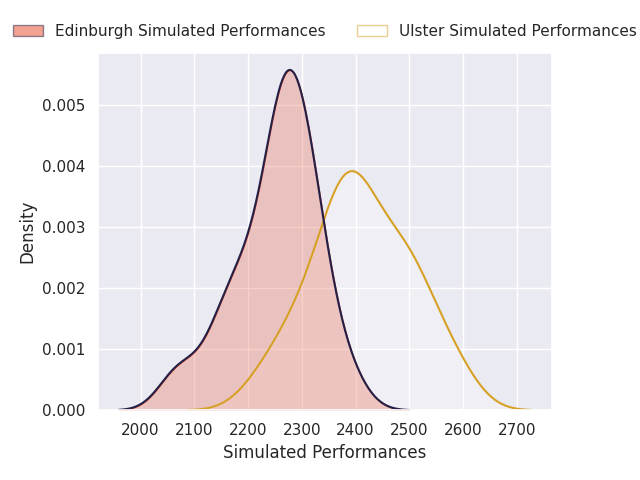 Edinburgh Simulated Performances
Ulster Simulated Performances
0.005
0.004
0.003
0.002
0.001
0.000
Density
2000 2100 2200 2300 2400 2500 2600 2700
Simulated Performances